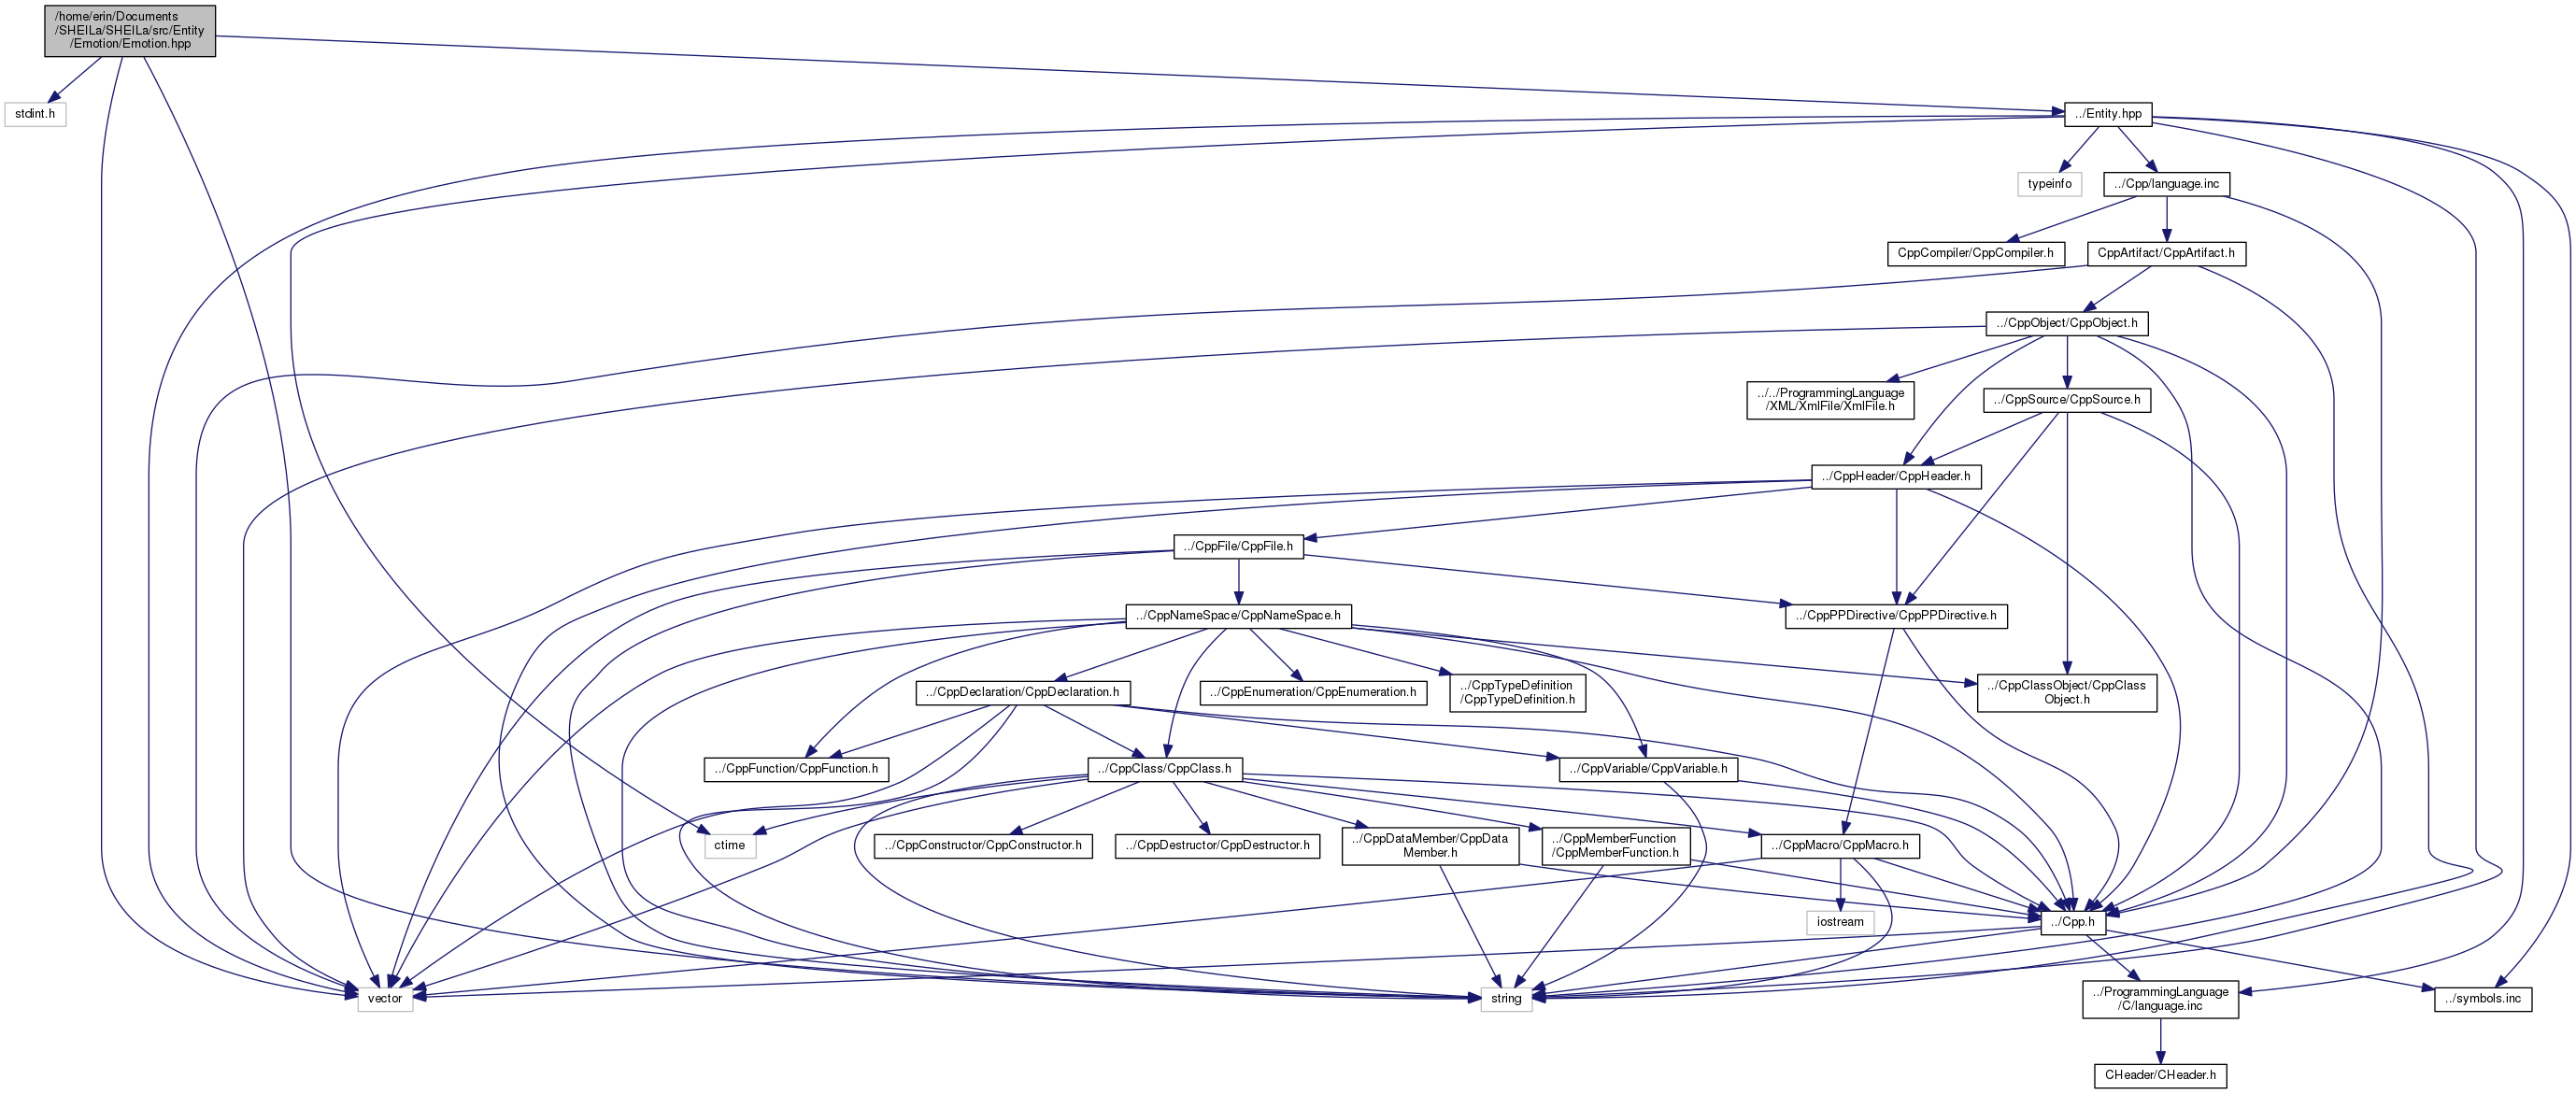 /home/erin/Documents
/SHEILa/SHEILa/src/Entity
/Emotion/Emotion.hpp
stdint.h
../Entity.hpp
typeinfo
../Cpp/language.inc
CppCompiler/CppCompiler.h
CppArtifact/CppArtifact.h
../CppObject/CppObject.h
../../ProgrammingLanguage
/XML/XmlFile/XmlFile.h
../CppSource/CppSource.h
../CppHeader/CppHeader.h
../CppFile/CppFile.h
../CppNameSpace/CppNameSpace.h
../CppPPDirective/CppPPDirective.h
../CppDeclaration/CppDeclaration.h
../CppEnumeration/CppEnumeration.h
../CppTypeDefinition
/CppTypeDefinition.h
../CppClassObject/CppClass
Object.h
../CppFunction/CppFunction.h
../CppClass/CppClass.h
../CppVariable/CppVariable.h
ctime
../CppConstructor/CppConstructor.h
../CppDestructor/CppDestructor.h
../CppDataMember/CppData
Member.h
../CppMemberFunction
/CppMemberFunction.h
../CppMacro/CppMacro.h
iostream
../Cpp.h
vector
string
../ProgrammingLanguage
/C/language.inc
../symbols.inc
CHeader/CHeader.h